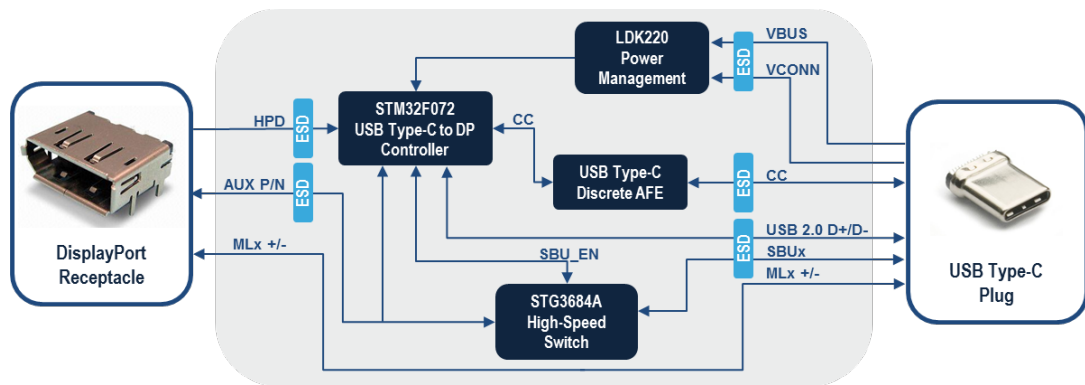 LDK220
Power
Management
ESD
VBUS
VCONN
STM32F072
USB Type-C to DP
Controller
HPD
ESD
CC
AUX P/N
ESD
USB Type-C
Discrete AFE
ESD
CC
DisplayPort
Receptacle
MLx +/-
SBU_EN
ESD
USB 2.0 D+/D-
SBUx
MLx +/-
USB Type-C
Plug
STG3684A
High-Speed
Switch